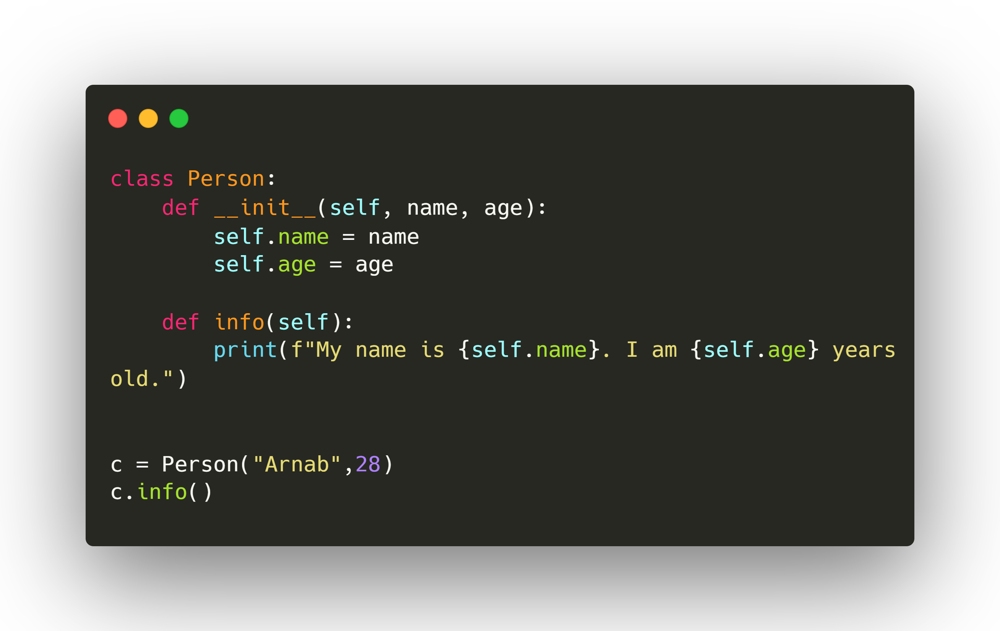 class Person:
    def __init__(self, name, age):
        self.name = name
        self.age = age

    def info(self):
        print(f"My name is {self.name}. I am {self.age} years
old.")


c = Person("Arnab",28)
c.info()